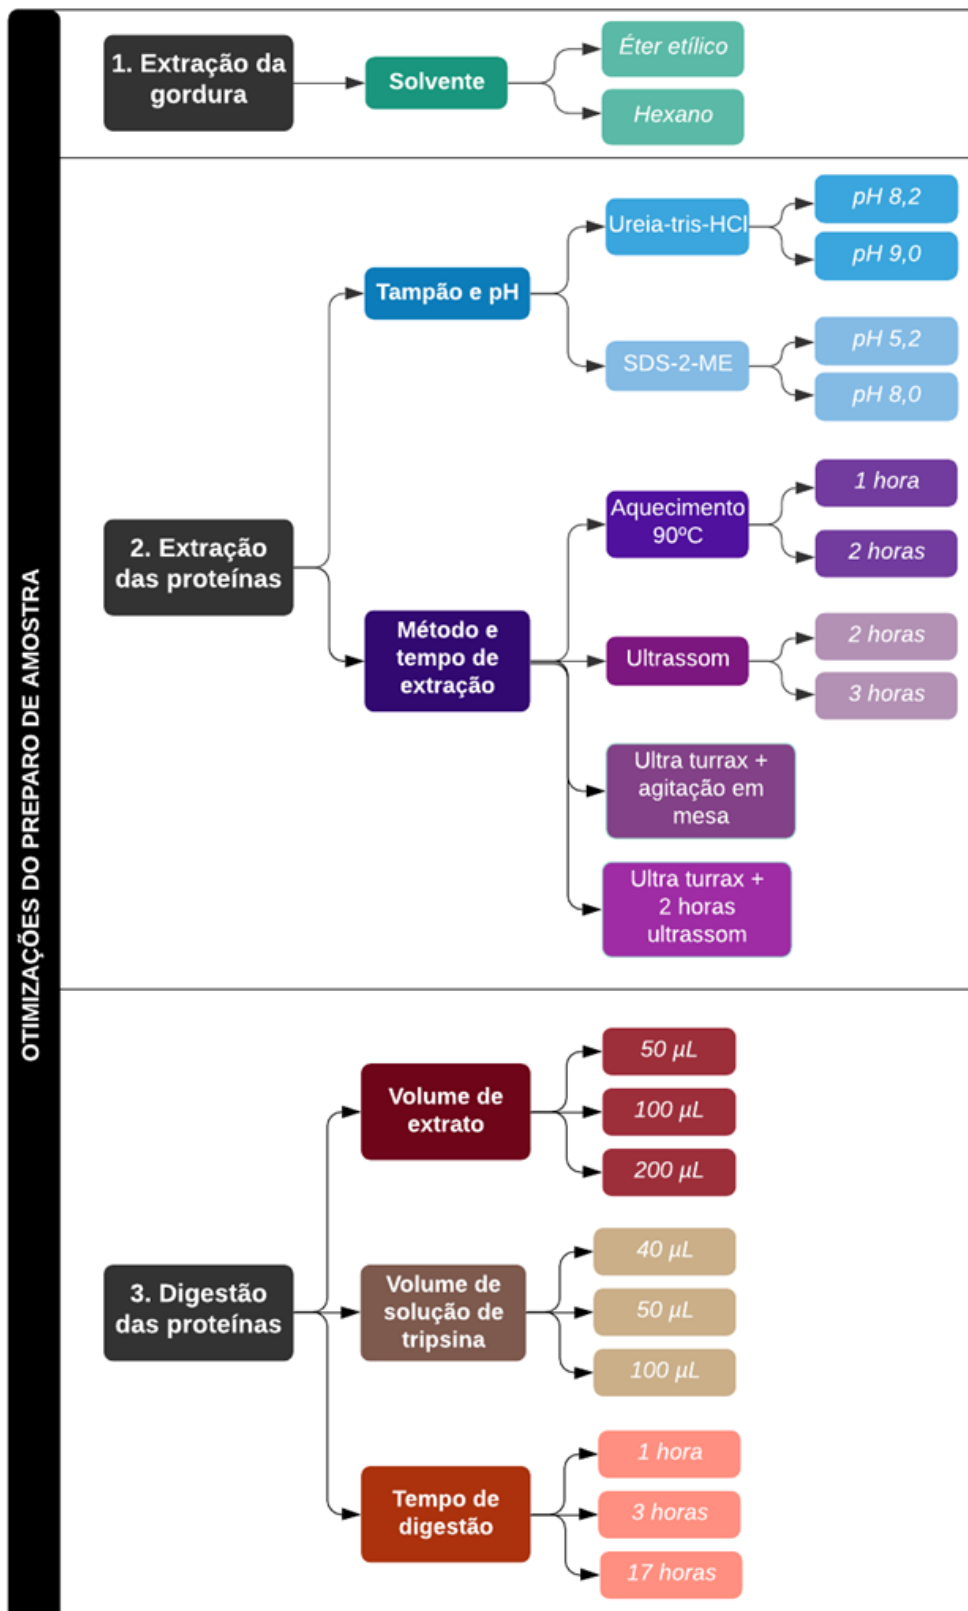 OTIMIZAÇÕES DO PREPARO DE AMOSTRA
1. Extração da
gordura
Solvente
Éter etílico
Hexano
2. Extração
das proteínas
Tampão e pH
Ureia-tris-HCl
pH 8,2
pH 9,0
SDS-2-ME
pH 5,2
pH 8,0
Método e
tempo de
extração
Aquecimento
90ºC
1 hora
2 horas
Ultrassom
2 horas
3 horas
Ultra turrax +
agitação em
mesa
Ultra turrax +
2 horas
ultrassom
3. Digestão
das proteínas
Volume de
extrato
50 µL
100 µL
200 µL
Volume de
solução de
tripsina
40 µL
50 µL
100 µL
Tempo de
digestão
1 hora
3 horas
17 horas